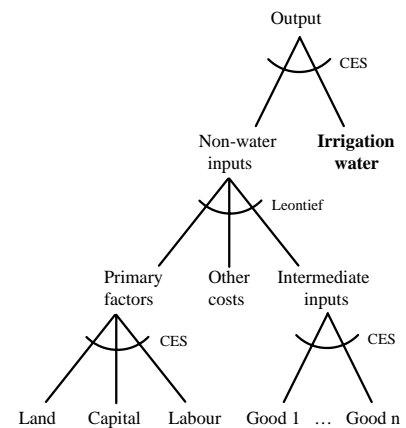 Output
CES
Non-water
inputs
Irrigation
water
Leontief
Primary
factors
Other
costs
Intermediate
inputs
CES
CES
Land Capital Labour Good 1 … Good n